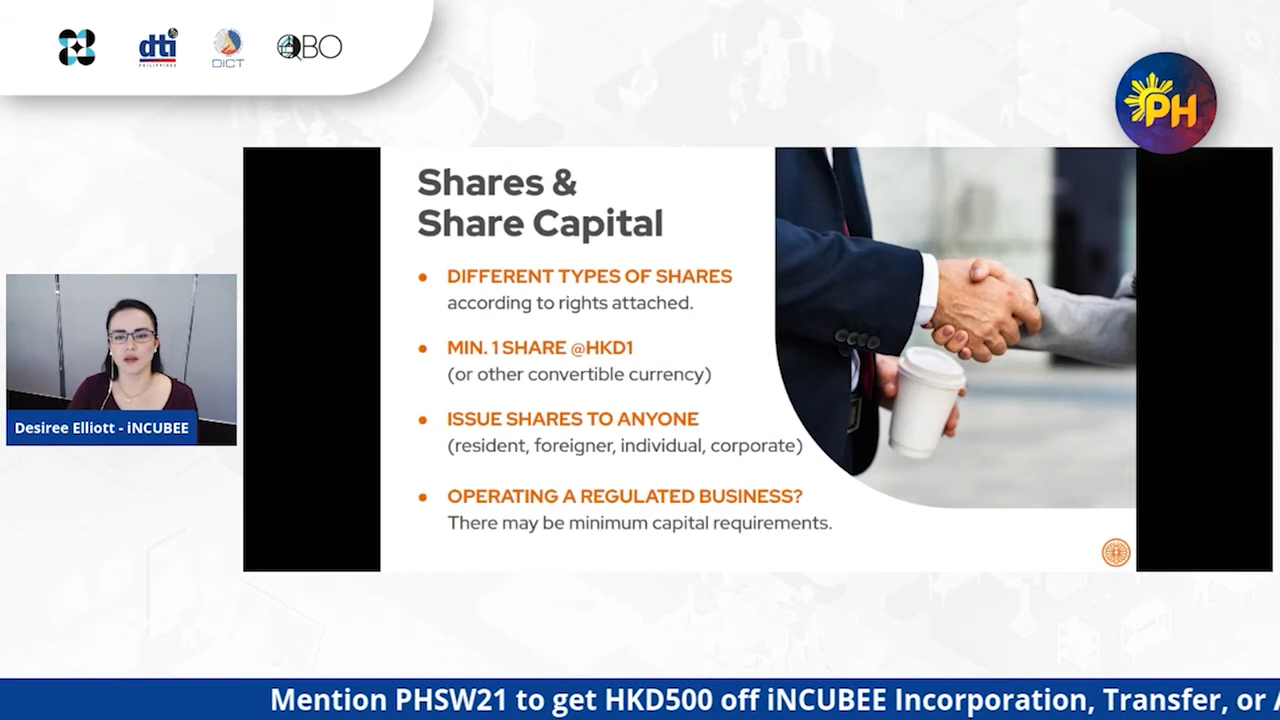 dti
PHILIPPINES
DICT
QBO
PH
Shares &
Share Capital
• DIFFERENT TYPES OF SHARES
according to rights attached.
• MIN. 1 SHARE @HKD1
(or other convertible currency)
• ISSUE SHARES TO ANYONE
(resident, foreigner, individual, corporate)
• OPERATING A REGULATED BUSINESS?
There may be minimum capital requirements.
Desiree Elliott - iNCUBEE
Mention PHSW21 to get HKD500 off iNCUBEE Incorporation, Transfer, or